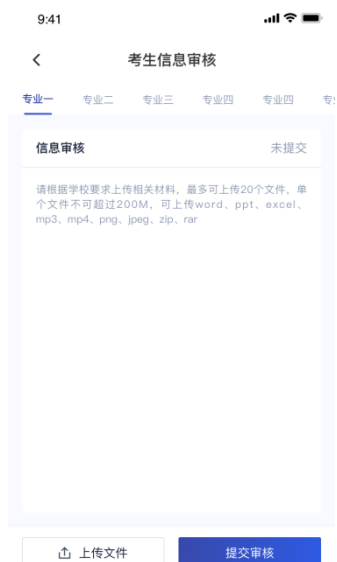 9:41
考生信息审核
专业一 专业二 专业三 专业四 专业四 专
信息审核 未提交
请根据学校要求上传相关材料，最多可上传20个文件，单
个文件不可超过200M，可上传word、ppt、excel、
mp3、mp4、png、jpeg、zip、rar
上传文件 提交审核